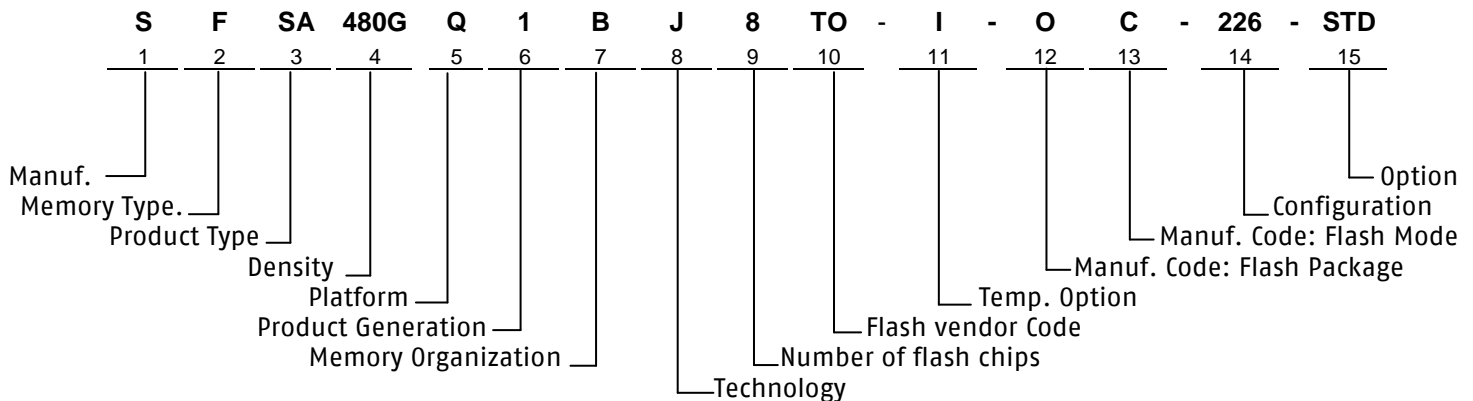 S F SA 480G Q 1 B J 8 TO - I - O C - 226 - STD
1 2 3 4 5 6 7 8 9 10 11 12 13 14 15
Manuf. Option
Memory Type. Configuration
Product Type Manuf. Code: Flash Mode
Density Manuf. Code: Flash Package
Platform Temp. Option
Product Generation Flash vendor Code
Memory Organization Number of flash chips
Technology